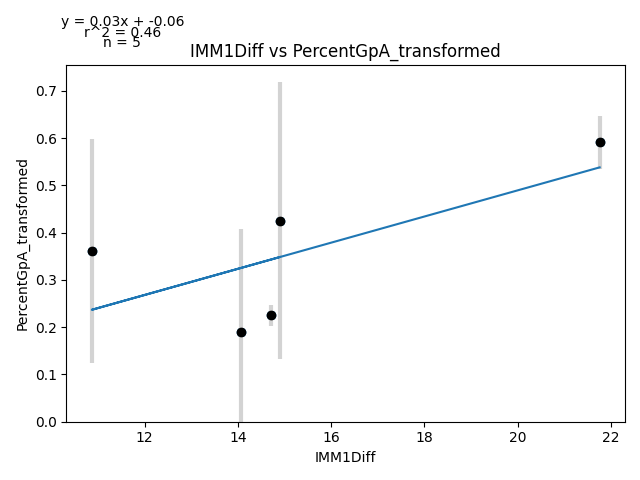 y = 0.03x + -0.06
r^2 = 0.46
n = 5
IMM1Diff vs PercentGpA_transformed
PercentGpA_transformed
0.7
0.6
0.5
0.4
0.3
0.2
0.1
0.0
12 14 16 18 20 22
IMM1Diff